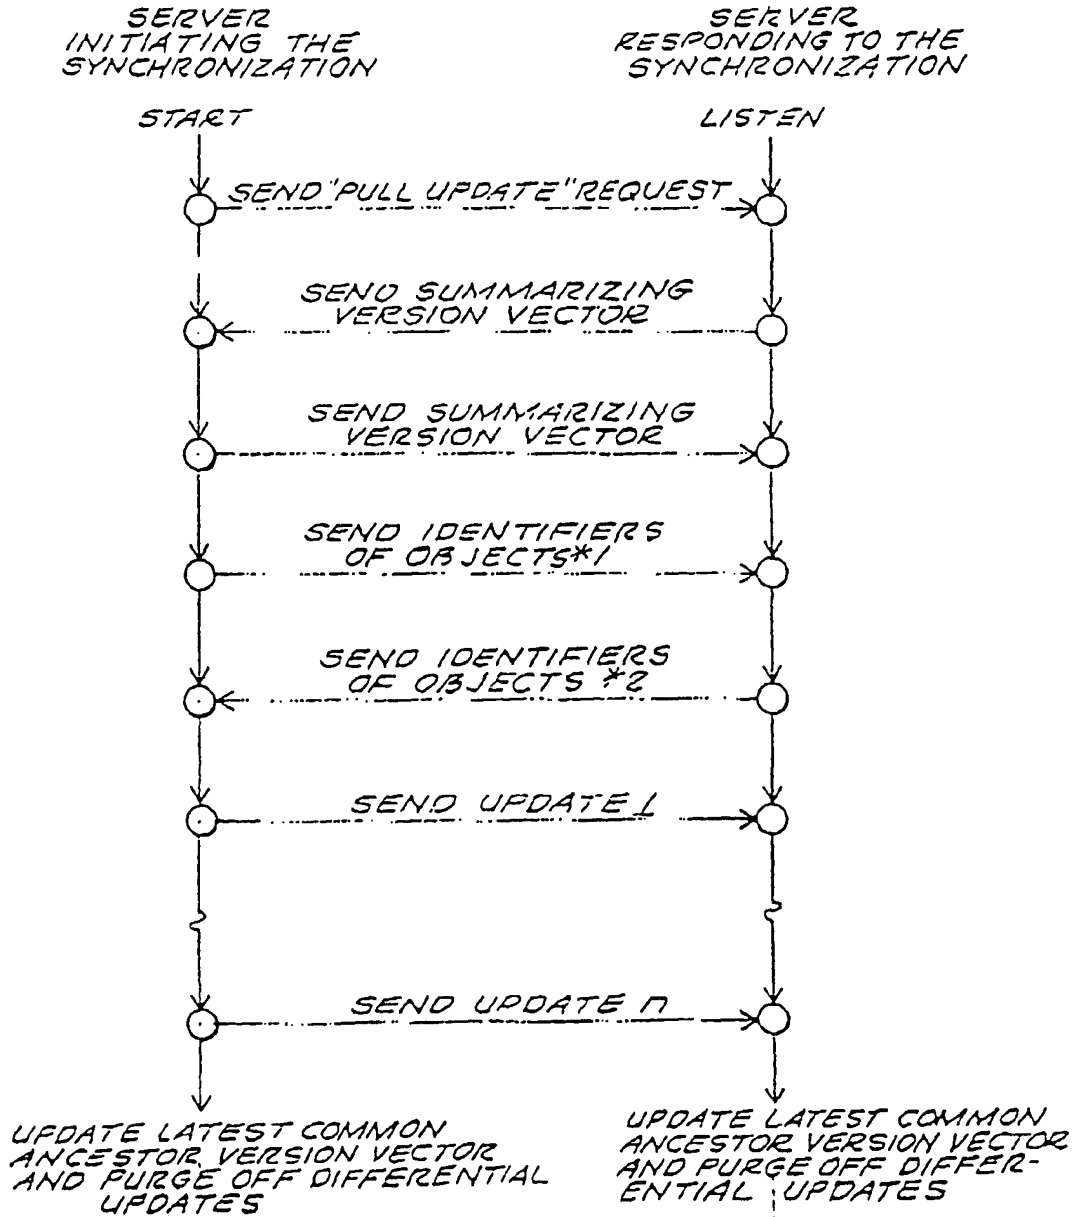 SERVER
INITIATING THE
SYNCHRONIZATION
SERVER
RESPONDING TO THE
SYNCHRONIZATION
START
LISTEN
SEND "PULL UPDATE" REQUEST
SEND SUMMARIZING
VERSION VECTOR
SEND SUMMARIZING
VERSION VECTOR
SEND IDENTIFIERS
OF OBJECTS*1
SEND IDENTIFIERS
OF OBJECTS *2
SEND UPDATE 1
SEND UPDATE n
UPDATE LATEST COMMON
ANCESTOR VERSION VECTOR
AND PURGE OFF DIFFERENTIAL
UPDATES
UPDATE LATEST COMMON
ANCESTOR VERSION VECTOR
AND PURGE OFF DIFFER-
ENTIAL UPDATES